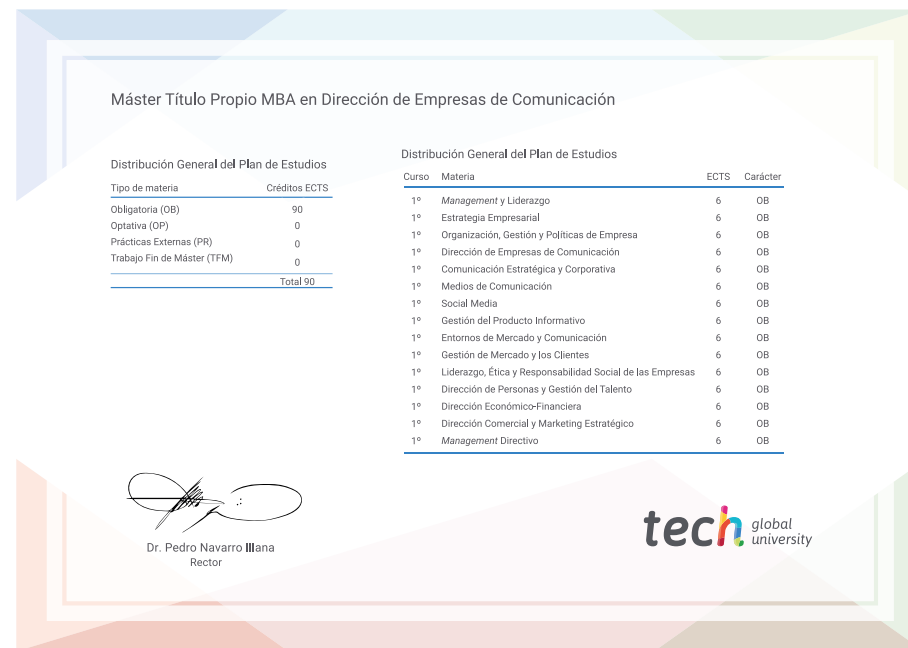 Máster Título Propio MBA en Dirección de Empresas de Comunicación
Distribución General del Plan de Estudios
Tipo de materia Créditos ECTS
Obligatoria (OB) 90
Optativa (OP) 0
Prácticas Externas (PR) 0
Trabajo Fin de Máster (TFM) 0
Total 90
Distribución General del Plan de Estudios
Curso Materia ECTS Carácter
1º Management y Liderazgo 6 OB
1º Estrategia Empresarial 6 OB
1º Organización, Gestión y Políticas de Empresa 6 OB
1º Dirección de Empresas de Comunicación 6 OB
1º Comunicación Estratégica y Corporativa 6 OB
1º Medios de Comunicación 6 OB
1º Social Media 6 OB
1º Gestión del Producto Informativo 6 OB
1º Entornos de Mercado y Comunicación 6 OB
1º Gestión de Mercado y los Clientes 6 OB
1º Liderazgo, Ética y Responsabilidad Social de las Empresas 6 OB
1º Dirección de Personas y Gestión del Talento 6 OB
1º Dirección Económico-Financiera 6 OB
1º Dirección Comercial y Marketing Estratégico 6 OB
1º Management Directivo 6 OB
Dr. Pedro Navarro Illana
Rector
tech global
university